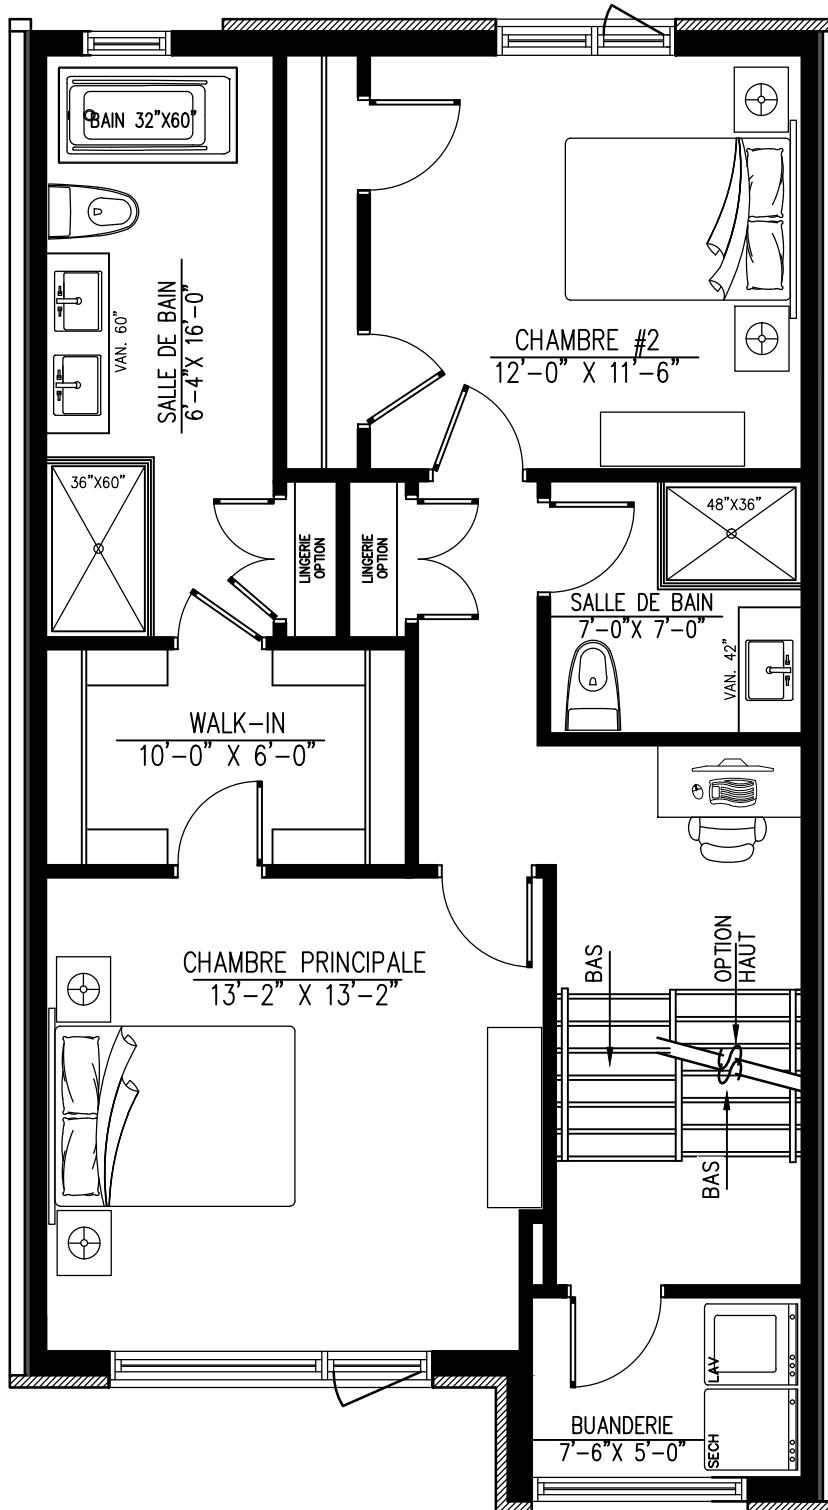 BAIN 32"X60"
VAN. 60"
SALLE DE BAIN
6'-4"X 16'-0"
CHAMBRE #2
12'-0" X 11'-6"
36"X60"
LINGERIE
OPTION
LINGERIE
OPTION
48"X36"
SALLE DE BAIN
7'-0"X 7'-0"
VAN. 42"
WALK-IN
10'-0" X 6'-0"
CHAMBRE PRINCIPALE
13'-2" X 13'-2"
BAS
OPTION
HAUT
BAS
LAV
SECH
BUANDERIE
7'-6"X 5'-0"